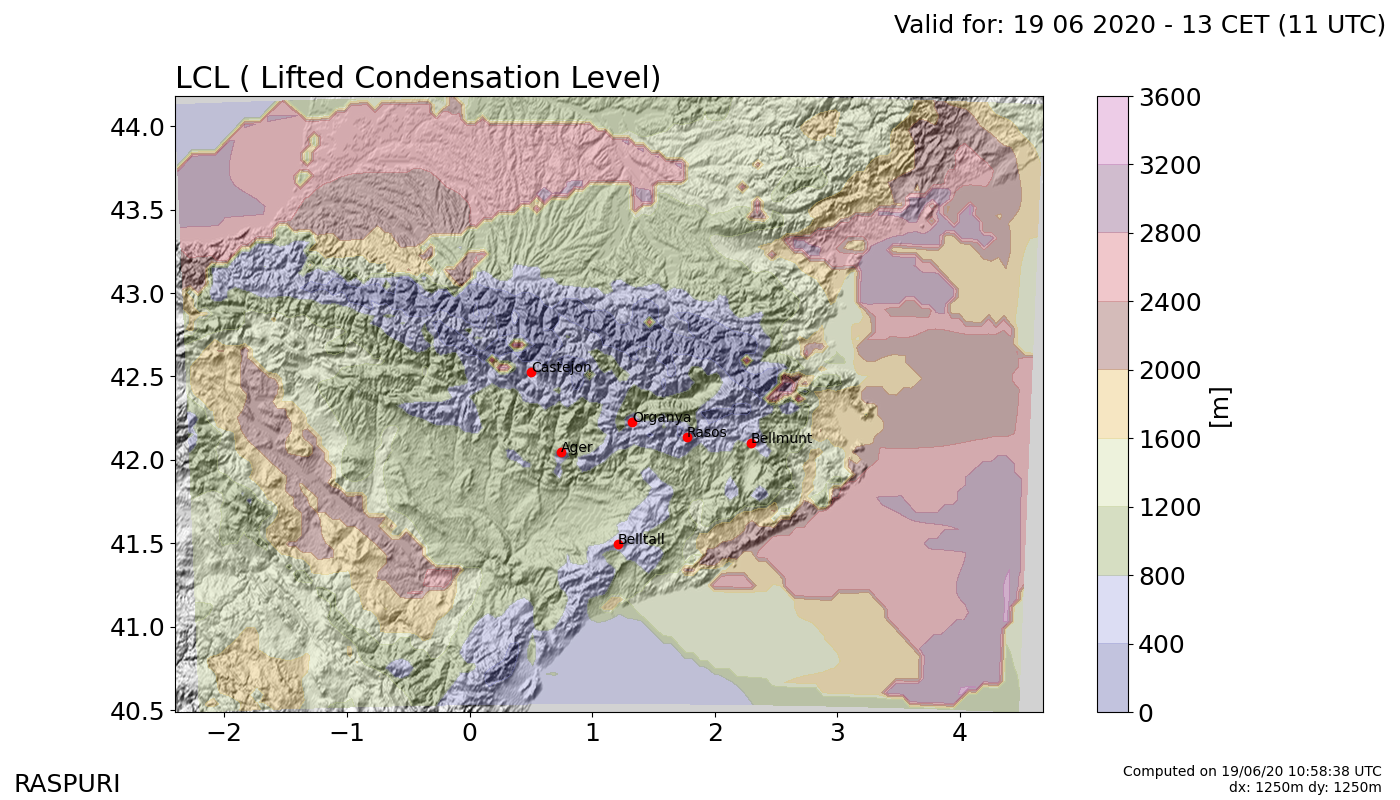 Valid for: 19 06 2020 - 13 CET (11 UTC)
LCL ( Lifted Condensation Level)
44.0
43.5
43.0
42.5
42.0
41.5
41.0
40.5
−2
−1
0
1
2
3
4
Castejon
Organya
Rasos
Bellmunt
Ager
Belltall
3600
3200
2800
2400
2000
1600
1200
800
400
0
[m]
RASPURI
Computed on 19/06/20 10:58:38 UTC
dx: 1250m dy: 1250m